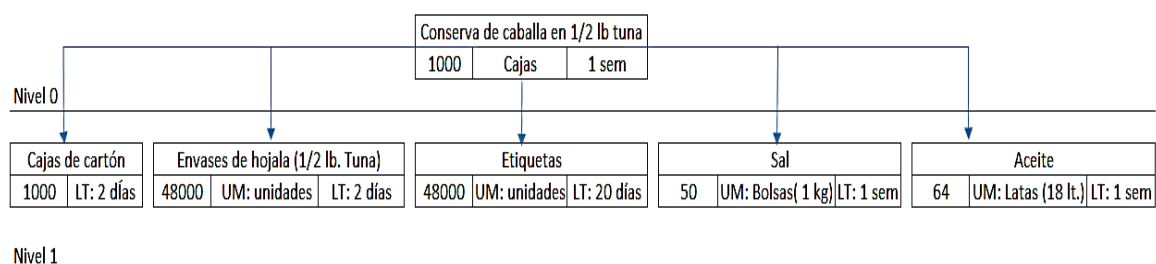 Conserva de caballa en 1/2 lb tuna
1000 Cajas 1 sem
Nivel 0
Cajas de cartón Envases de hojala (1/2 lb. Tuna) Etiquetas Sal Aceite
1000 LT: 2 días 48000 UM: unidades LT: 2 días 48000 UM: unidades LT: 20 días 50 UM: Bolsas( 1 kg) LT: 1 sem 64 UM: Latas (18 lt.) LT: 1 sem
Nivel 1